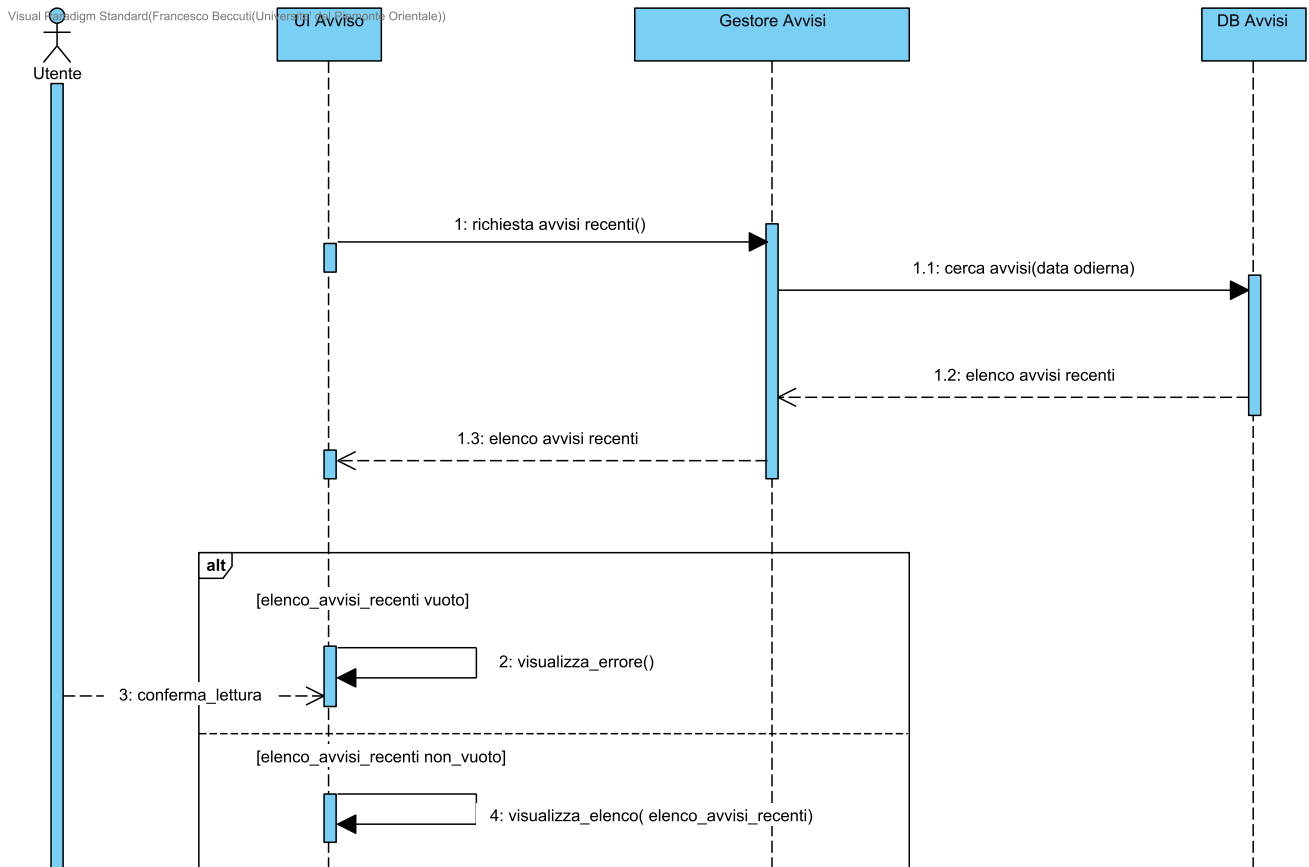 Visual Paradigm Standard(Francesco Beccuti(Universita' del Piemonte Orientale))
Utente
UI Avviso
Gestore Avvisi
DB Avvisi
1: richiesta avvisi recenti()
1.1: cerca avvisi(data odierna)
1.2: elenco avvisi recenti
1.3: elenco avvisi recenti
alt
[elenco_avvisi_recenti vuoto]
2: visualizza_errore()
3: conferma_lettura
[elenco_avvisi_recenti non_vuoto]
4: visualizza_elenco( elenco_avvisi_recenti)